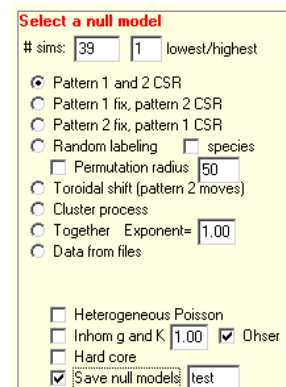 Select a null model
# sims: 39 1 lowest/highest
Pattern 1 and 2 CSR
Pattern 1 fix, pattern 2 CSR
Pattern 2 fix, pattern 1 CSR
Random labeling species
Permutation radius 50
Toroidal shift (pattern 2 moves)
Cluster process
Together Exponent= 1.00
Data from files
Heterogeneous Poisson
Inhom g and K 1.00 Ohser
Hard core
Save null models test